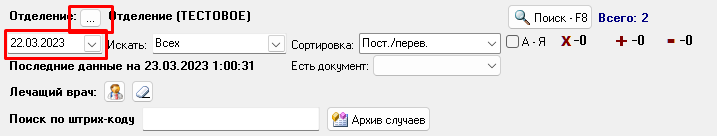 Отделение: ... Отделение (ТЕСТОВОЕ) Поиск - F8 Всего: 2
22.03.2023 Искать: Всех Сортировка: Пост./перев. А - Я x -0 + -0 - -0
Последние данные на 23.03.2023 1:00:31 Есть документ:
Лечащий врач:
Поиск по штрих-коду Архив случаев